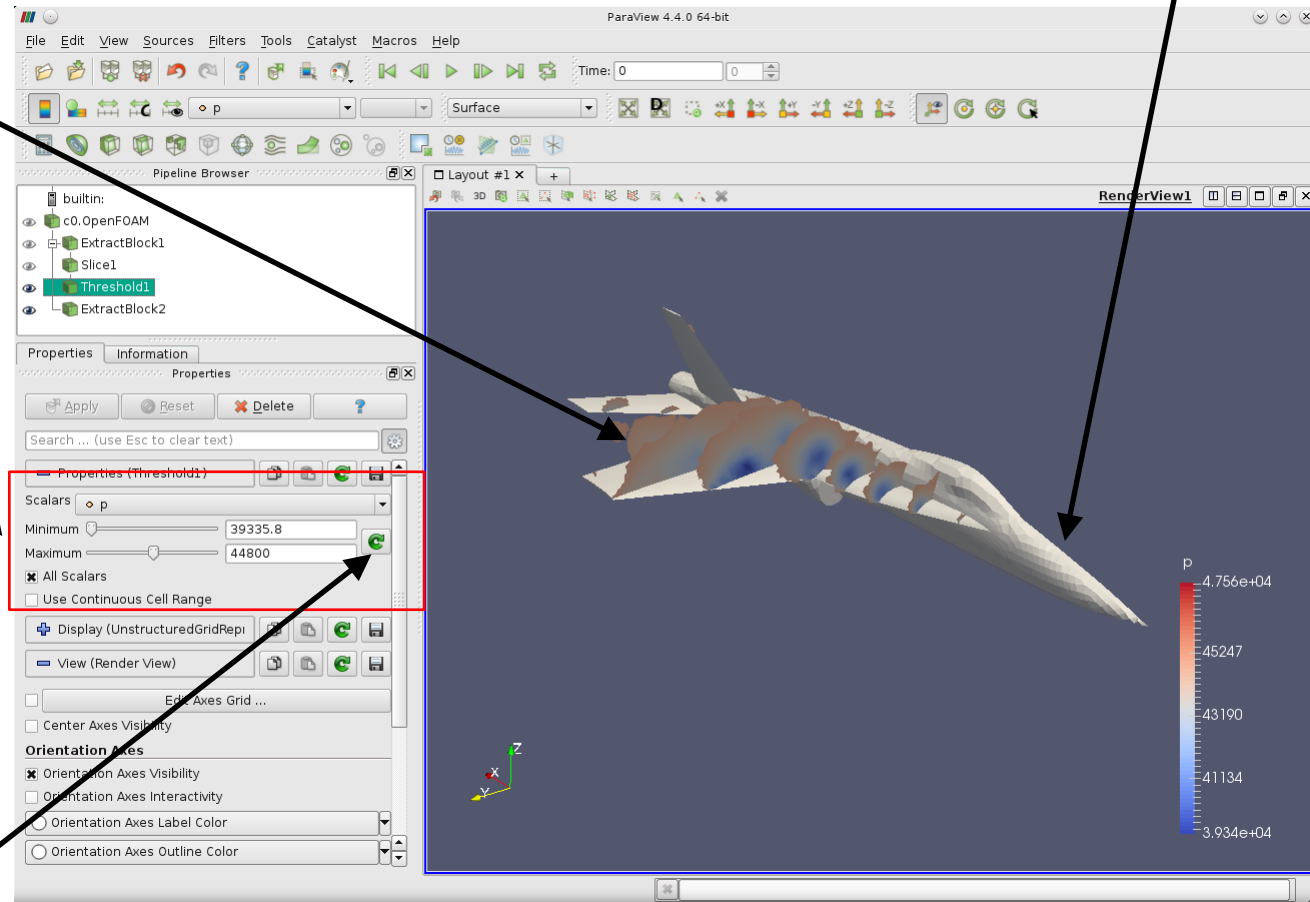 ParaView 4.4.0 64-bit
File Edit View Sources Filters Tools Catalyst Macros Help
Time: 0 0
p Surface
Pipeline Browser
builtin:
c0.OpenFOAM
ExtractBlock1
Slice1
Threshold1
ExtractBlock2
Properties Information
Properties
Apply Reset Delete ?
Search ... (use Esc to clear text)
Properties (Threshold1)
Scalars p
Minimum 39335.8
Maximum 44800
All Scalars
Use Continuous Cell Range
Display (UnstructuredGridRepr
View (Render View)
Edit Axes Grid ...
Center Axes Visibility
Orientation Axes
Orientation Axes Visibility
Orientation Axes Interactivity
Orientation Axes Label Color
Orientation Axes Outline Color
Layout #1 +
3D
RenderView1
p
4.756e+04
45247
43190
41134
3.934e+04
Z
X
Y